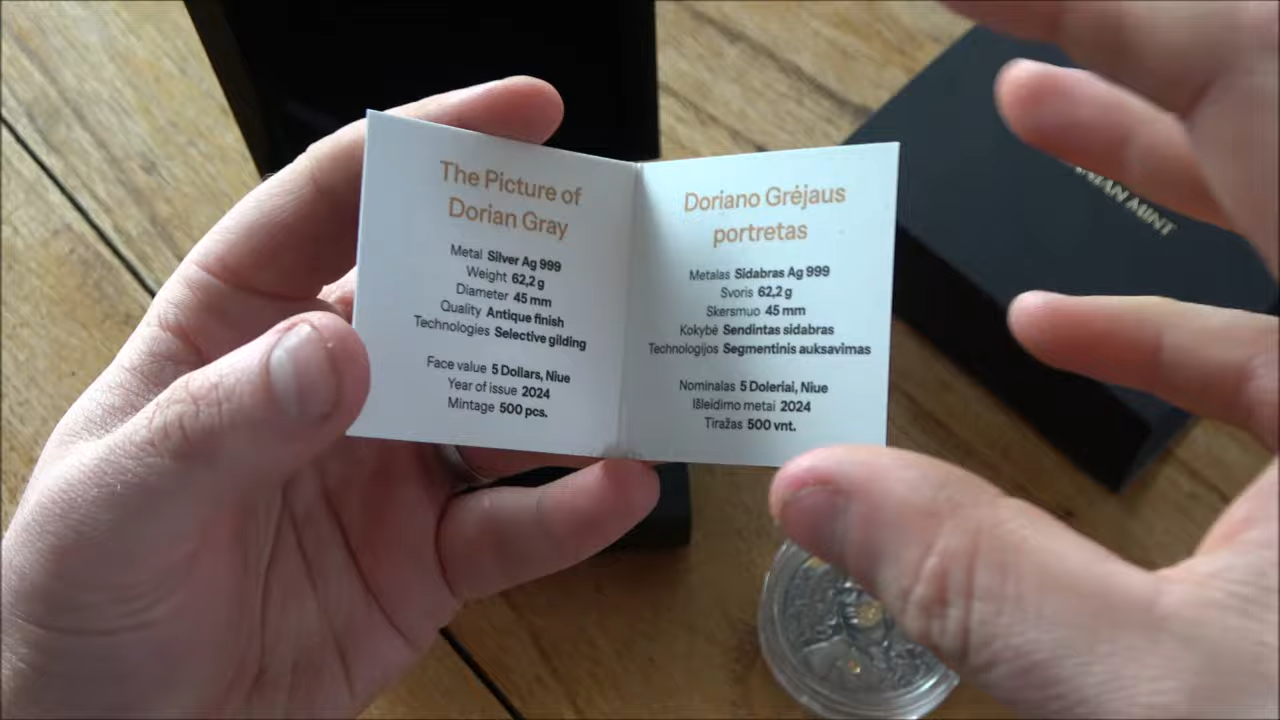 The Picture of
Dorian Gray
Metal Silver Ag 999
Weight 62,2 g
Diameter 45 mm
Quality Antique finish
Technologies Selective gilding
Face value 5 Dollars, Niue
Year of issue 2024
Mintage 500 pcs.
Doriano Grėjaus
portretas
Metalas Sidabras Ag 999
Svoris 62,2 g
Skersmuo 45 mm
Kokybė Sendintas sidabras
Technologijos Segmentinis auksavimas
Nominalas 5 Doleriai, Niue
Išleidimo metai 2024
Tiražas 500 vnt.
MINT